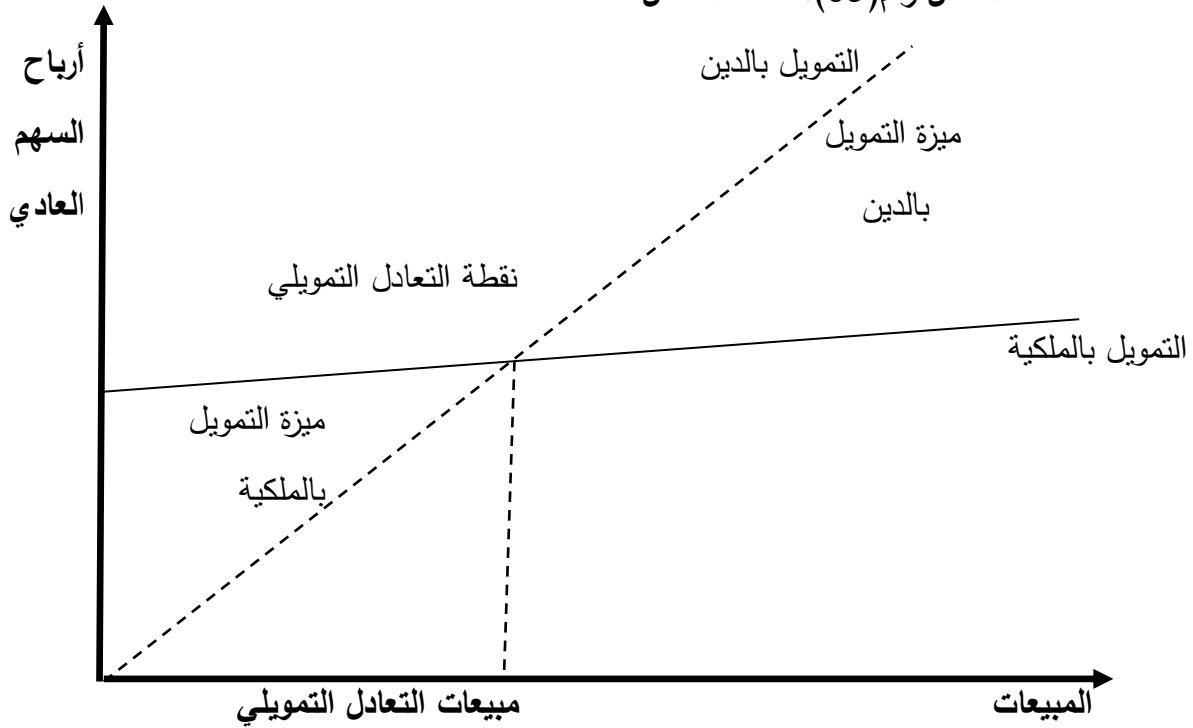 (
أرباح
السهم
العادي
التمويل بالدين
ميزة التمويل
بالدين
نقطة التعادل التمويلي
التمويل بالملكية
ميزة التمويل
بالملكية
مبيعات التعادل التمويلي
المبيعات